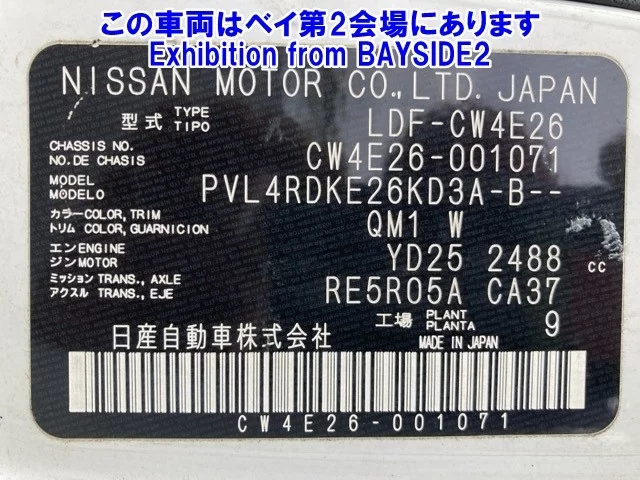 この車両はベイ第2会場にあります
Exhibition from BAYSIDE2
NISSAN MOTOR CO.,LTD. JAPAN
型式 TYPE TIPO LDF-CW4E26
CHASSIS NO. NO.DE CHASSIS. CW4E26-001071
MODEL モデル MODELO PVL4RDKE26KD3A-B--
カラー COLOR, TRIM トリム COLOR, GUARNICION QM1 W
エンジン ENGINE MOTOR YD25 2488 cc
ミッション TRANS., AXLE アクスル TRANS., EJE RE5R05A CA37
工場 PLANT PLANTA 9
日産自動車株式会社 MADE IN JAPAN
CW4E26-001071